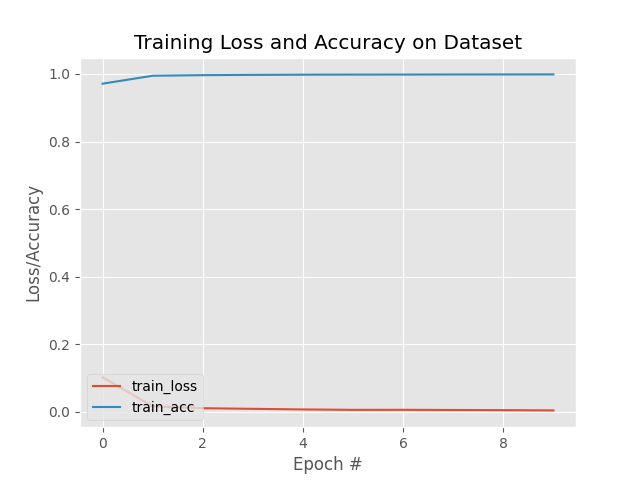 Training Loss and Accuracy on Dataset
1.0
0.8
0.6
0.4
0.2
0.0
Loss/Accuracy
train_loss
train_acc
0 2 4 6 8
Epoch #